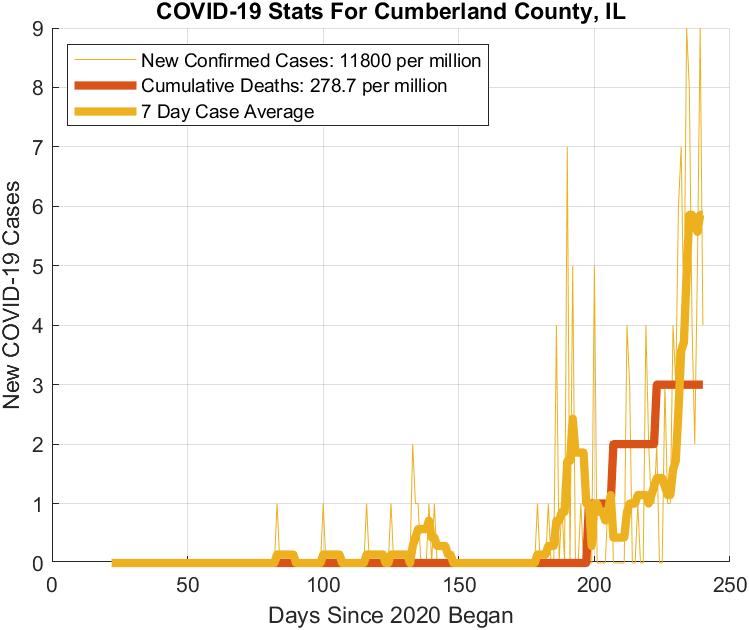 COVID-19 Stats For Cumberland County, IL
New Confirmed Cases: 11800 per million
Cumulative Deaths: 278.7 per million
7 Day Case Average
New COVID-19 Cases
9
8
7
6
5
4
3
2
1
0
0 50 100 150 200 250
Days Since 2020 Began